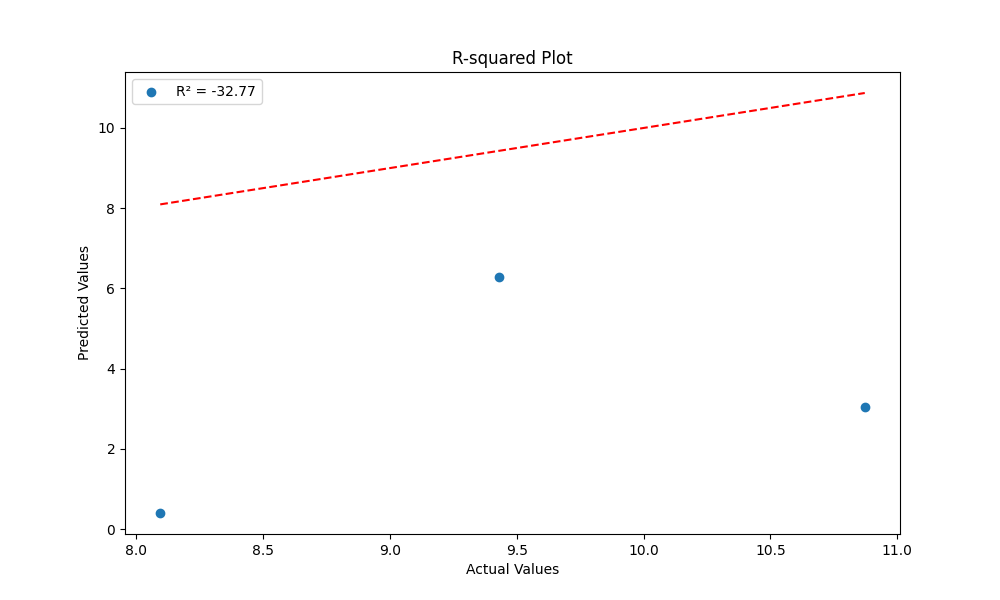 R-squared Plot
R² = -32.77
10
8
6
4
2
0
Predicted Values
8.0 8.5 9.0 9.5 10.0 10.5 11.0
Actual Values